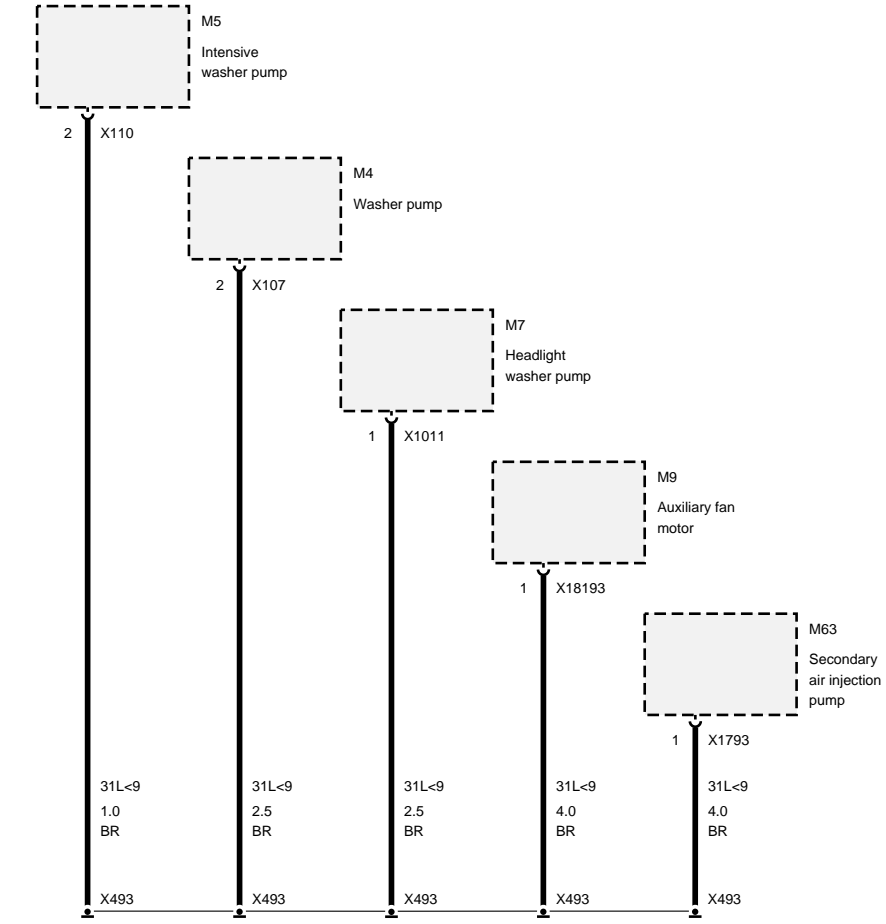 M5
Intensive
washer pump
2 X110
M4
Washer pump
2 X107
M7
Headlight
washer pump
1 X1011
M9
Auxiliary fan
motor
1 X18193
M63
Secondary
air injection
pump
1 X1793
31L<9 31L<9 31L<9 31L<9 31L<9
1.0 2.5 2.5 4.0 4.0
BR BR BR BR BR
X493 X493 X493 X493 X493